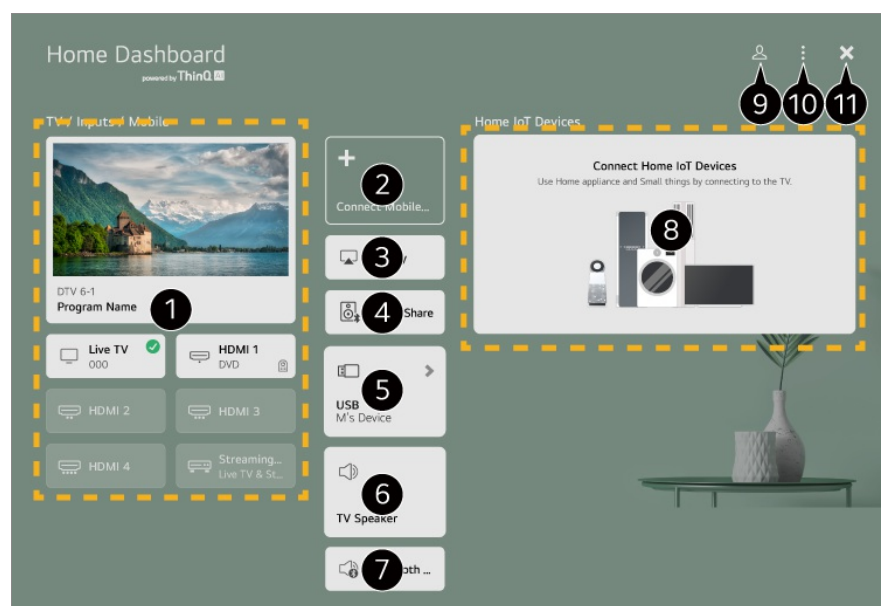 Home Dashboard
powered by ThinQ AI
TV / Inputs / Mobile
DTV 6-1
Program Name
1
Live TV
000
HDMI 1
DVD
HDMI 2
HDMI 3
HDMI 4
Streaming...
Live TV & St...
+
2
Connect Mobile...
3
4 Share
5
USB
M's Device
6
TV Speaker
7 ...
Home IoT Devices
Connect Home IoT Devices
Use Home appliance and Small things by connecting to the TV.
8
9 10 11